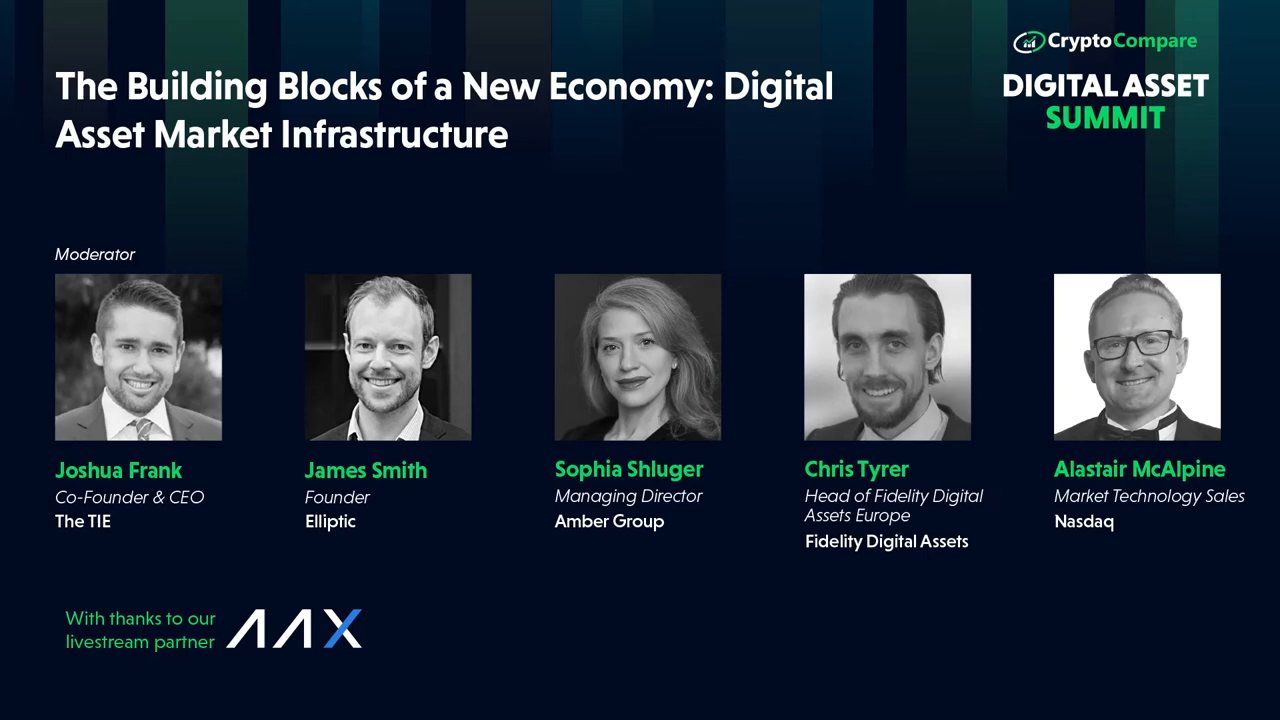 CryptoCompare
DIGITAL ASSET
SUMMIT
The Building Blocks of a New Economy: Digital
Asset Market Infrastructure
Moderator
Joshua Frank
Co-Founder & CEO
The TIE
James Smith
Founder
Elliptic
Sophia Shluger
Managing Director
Amber Group
Chris Tyrer
Head of Fidelity Digital
Assets Europe
Fidelity Digital Assets
Alastair McAlpine
Market Technology Sales
Nasdaq
With thanks to our
livestream partner
AAX